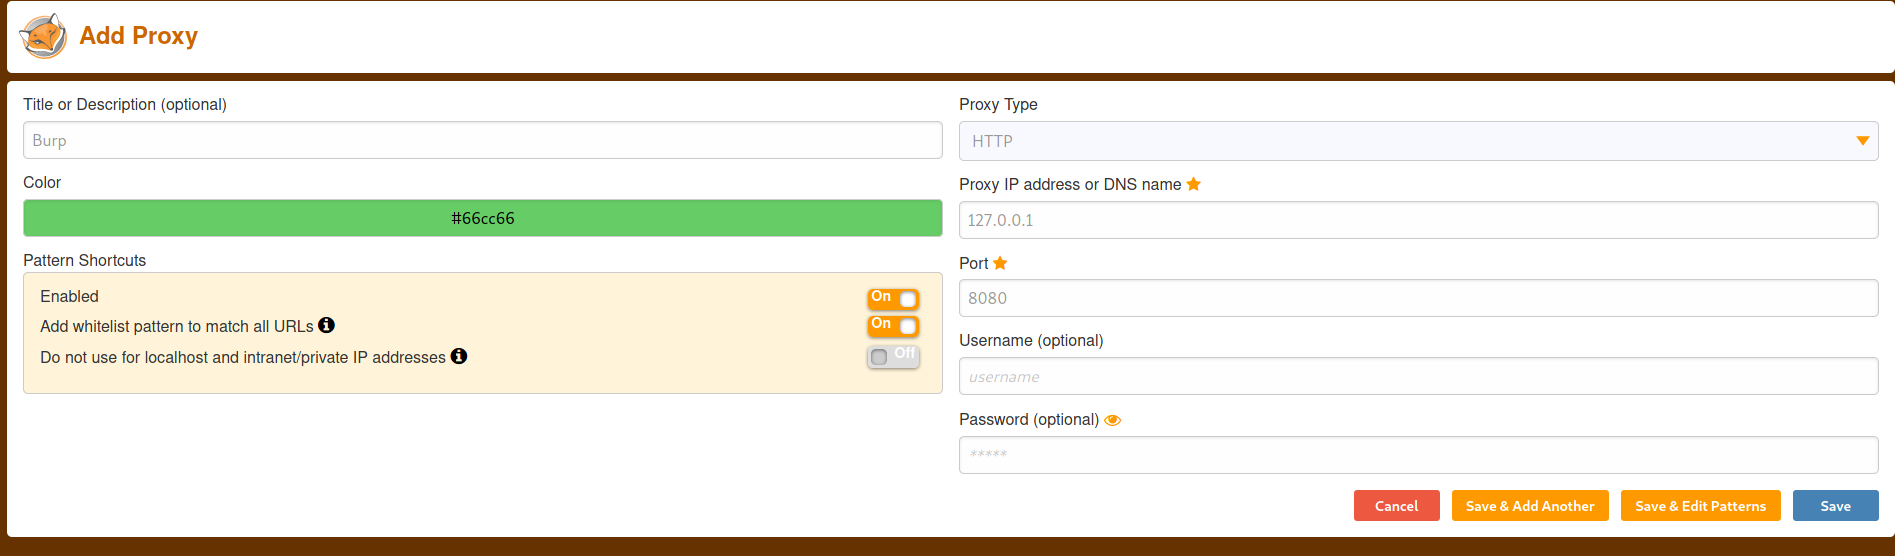 Add Proxy
Title or Description (optional)
Burp
Color
#66cc66
Pattern Shortcuts
Enabled
On
Add whitelist pattern to match all URLs
On
Do not use for localhost and intranet/private IP addresses
Off
Proxy Type
HTTP
Proxy IP address or DNS name
127.0.0.1
Port
8080
Username (optional)
username
Password (optional)
*****
Cancel
Save & Add Another
Save & Edit Patterns
Save